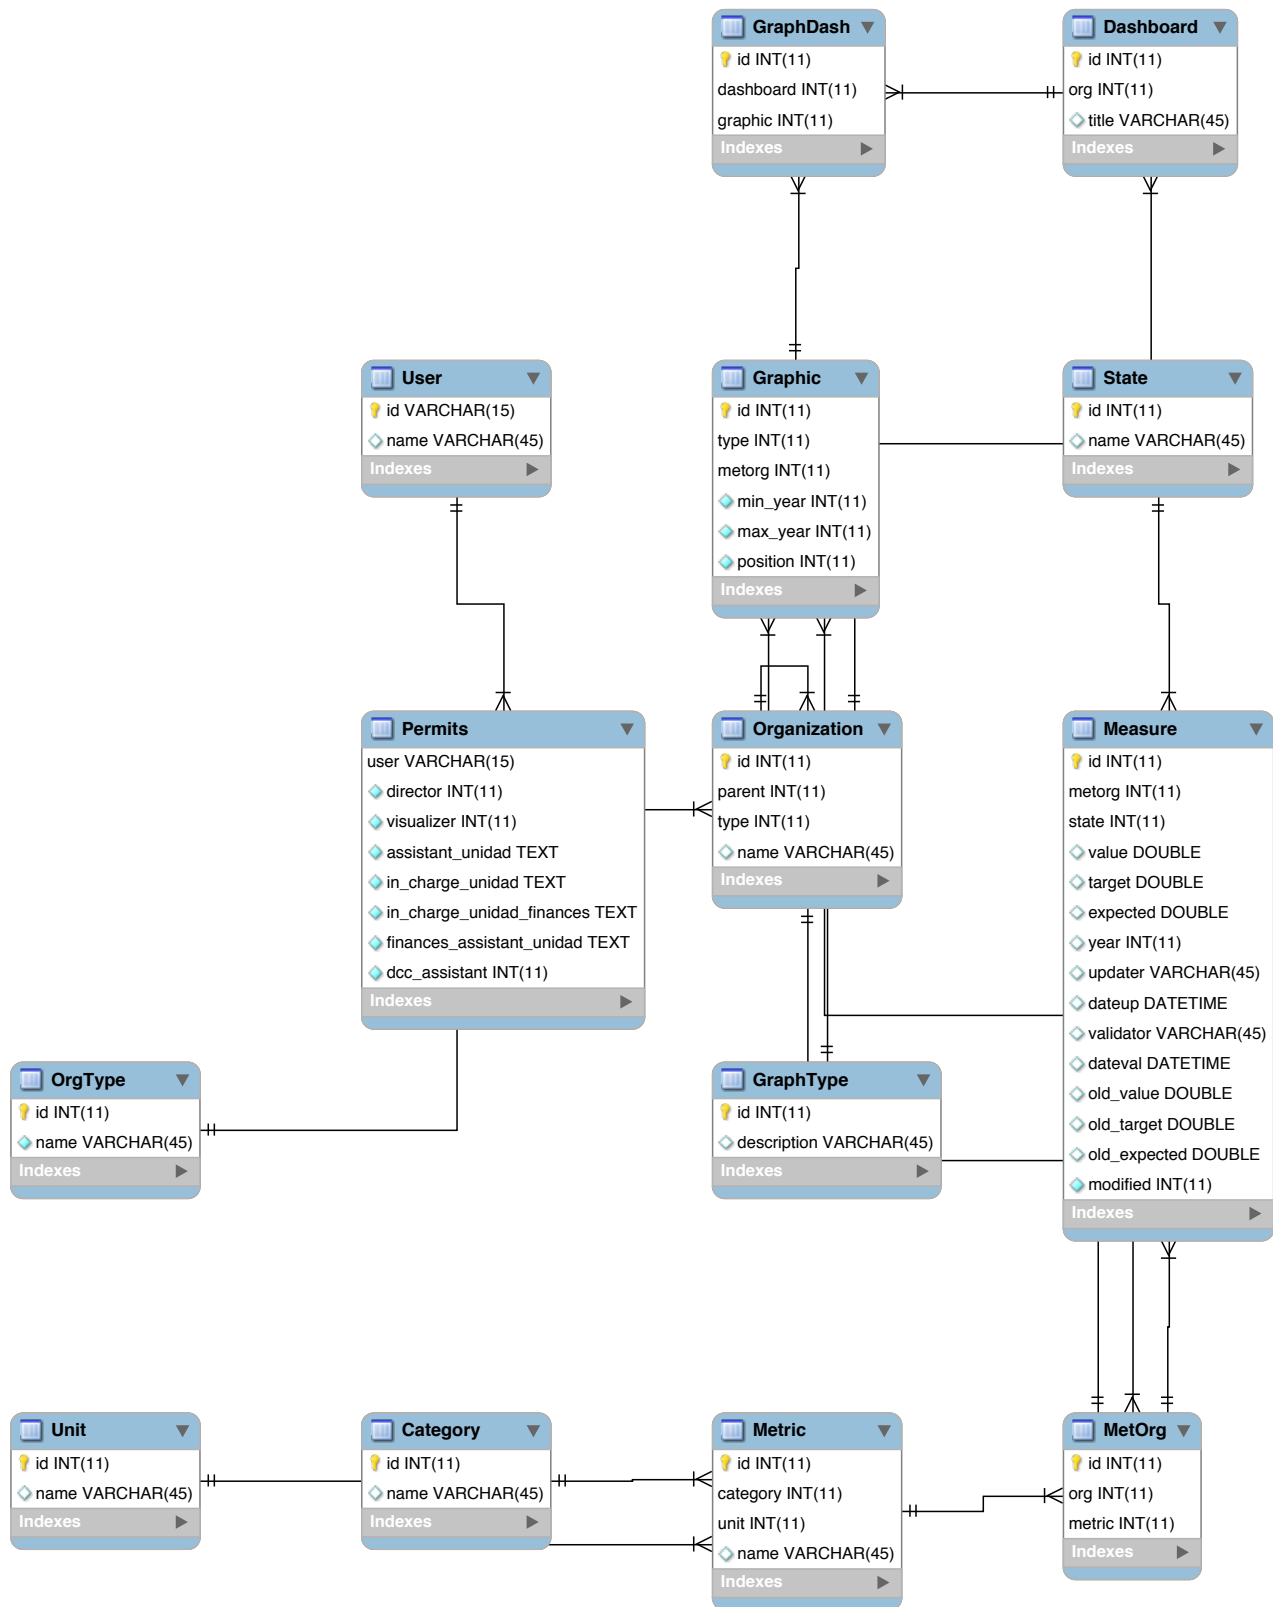 GraphDash
id INT(11)
dashboard INT(11)
graphic INT(11)
Indexes
Dashboard
id INT(11)
org INT(11)
title VARCHAR(45)
Indexes
User
id VARCHAR(15)
name VARCHAR(45)
Indexes
Graphic
id INT(11)
type INT(11)
metorg INT(11)
min_year INT(11)
max_year INT(11)
position INT(11)
Indexes
State
id INT(11)
name VARCHAR(45)
Indexes
Permits
user VARCHAR(15)
director INT(11)
visualizer INT(11)
assistant_unidad TEXT
in_charge_unidad TEXT
in_charge_unidad_finances TEXT
finances_assistant_unidad TEXT
dcc_assistant INT(11)
Indexes
Organization
id INT(11)
parent INT(11)
type INT(11)
name VARCHAR(45)
Indexes
Measure
id INT(11)
metorg INT(11)
state INT(11)
value DOUBLE
target DOUBLE
expected DOUBLE
year INT(11)
updater VARCHAR(45)
dateup DATETIME
validator VARCHAR(45)
dateval DATETIME
old_value DOUBLE
old_target DOUBLE
old_expected DOUBLE
modified INT(11)
Indexes
OrgType
id INT(11)
name VARCHAR(45)
Indexes
GraphType
id INT(11)
description VARCHAR(45)
Indexes
Unit
id INT(11)
name VARCHAR(45)
Indexes
Category
id INT(11)
name VARCHAR(45)
Indexes
Metric
id INT(11)
category INT(11)
unit INT(11)
name VARCHAR(45)
Indexes
MetOrg
id INT(11)
org INT(11)
metric INT(11)
Indexes